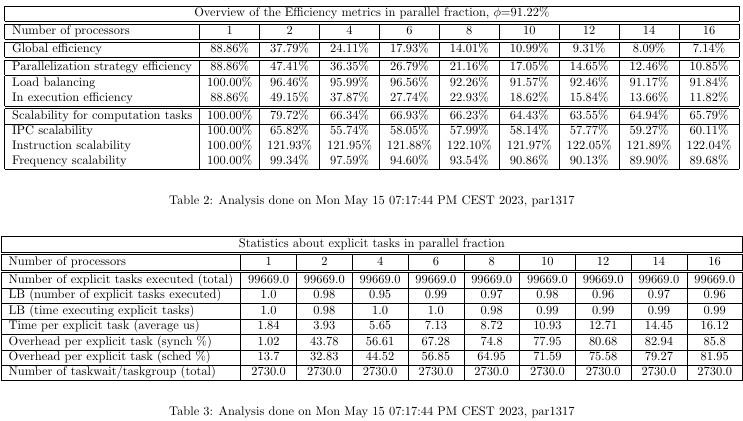 Overview of the Efficiency metrics in parallel fraction, ϕ=91.22%
Number of processors 1 2 4 6 8 10 12 14 16
Global efficiency 88.86% 37.79% 24.11% 17.93% 14.01% 10.99% 9.31% 8.09% 7.14%
Parallelization strategy efficiency 88.86% 47.41% 36.35% 26.79% 21.16% 17.05% 14.65% 12.46% 10.85%
Load balancing 100.00% 96.46% 95.99% 96.56% 92.26% 91.57% 92.46% 91.17% 91.84%
In execution efficiency 88.86% 49.15% 37.87% 27.74% 22.93% 18.62% 15.84% 13.66% 11.82%
Scalability for computation tasks 100.00% 79.72% 66.34% 66.93% 66.23% 64.43% 63.55% 64.94% 65.79%
IPC scalability 100.00% 65.82% 55.74% 58.05% 57.99% 58.14% 57.77% 59.27% 60.11%
Instruction scalability 100.00% 121.93% 121.95% 121.88% 122.10% 121.97% 122.05% 121.89% 122.04%
Frequency scalability 100.00% 99.34% 97.59% 94.60% 93.54% 90.86% 90.13% 89.90% 89.68%
Table 2: Analysis done on Mon May 15 07:17:44 PM CEST 2023, par1317
Statistics about explicit tasks in parallel fraction
Number of processors 1 2 4 6 8 10 12 14 16
Number of explicit tasks executed (total) 99669.0 99669.0 99669.0 99669.0 99669.0 99669.0 99669.0 99669.0 99669.0
LB (number of explicit tasks executed) 1.0 0.98 0.95 0.99 0.97 0.98 0.96 0.97 0.96
LB (time executing explicit tasks) 1.0 0.98 1.0 1.0 0.99 0.98 0.99 0.99 0.99
Time per explicit task (average us) 1.84 3.93 5.65 7.13 8.72 10.93 12.71 14.45 16.12
Overhead per explicit task (synch %) 1.02 43.78 56.61 67.28 74.8 77.95 80.68 82.94 85.8
Overhead per explicit task (sched %) 13.7 32.83 44.52 56.85 64.95 71.59 75.58 79.27 81.95
Number of taskwait/taskgroup (total) 2730.0 2730.0 2730.0 2730.0 2730.0 2730.0 2730.0 2730.0 2730.0
Table 3: Analysis done on Mon May 15 07:17:44 PM CEST 2023, par1317